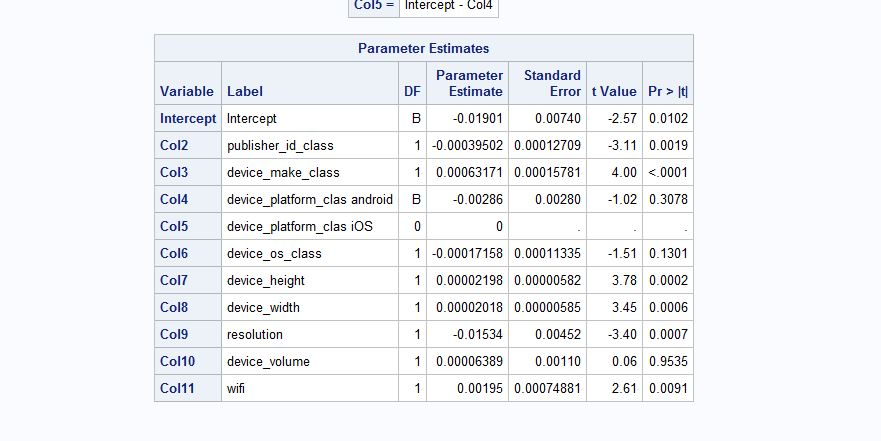 Col5 = Intercept - Col4
Parameter Estimates
Variable Label DF Parameter Estimate Standard Error t Value Pr > |t|
Intercept Intercept B -0.01901 0.00740 -2.57 0.0102
Col2 publisher_id_class 1 -0.00039502 0.00012709 -3.11 0.0019
Col3 device_make_class 1 0.00063171 0.00015781 4.00 <.0001
Col4 device_platform_clas android B -0.00286 0.00280 -1.02 0.3078
Col5 device_platform_clas iOS 0 0 . . .
Col6 device_os_class 1 -0.00017158 0.00011335 -1.51 0.1301
Col7 device_height 1 0.00002198 0.00000582 3.78 0.0002
Col8 device_width 1 0.00002018 0.00000585 3.45 0.0006
Col9 resolution 1 -0.01534 0.00452 -3.40 0.0007
Col10 device_volume 1 0.00006389 0.00110 0.06 0.9535
Col11 wifi 1 0.00195 0.00074881 2.61 0.0091